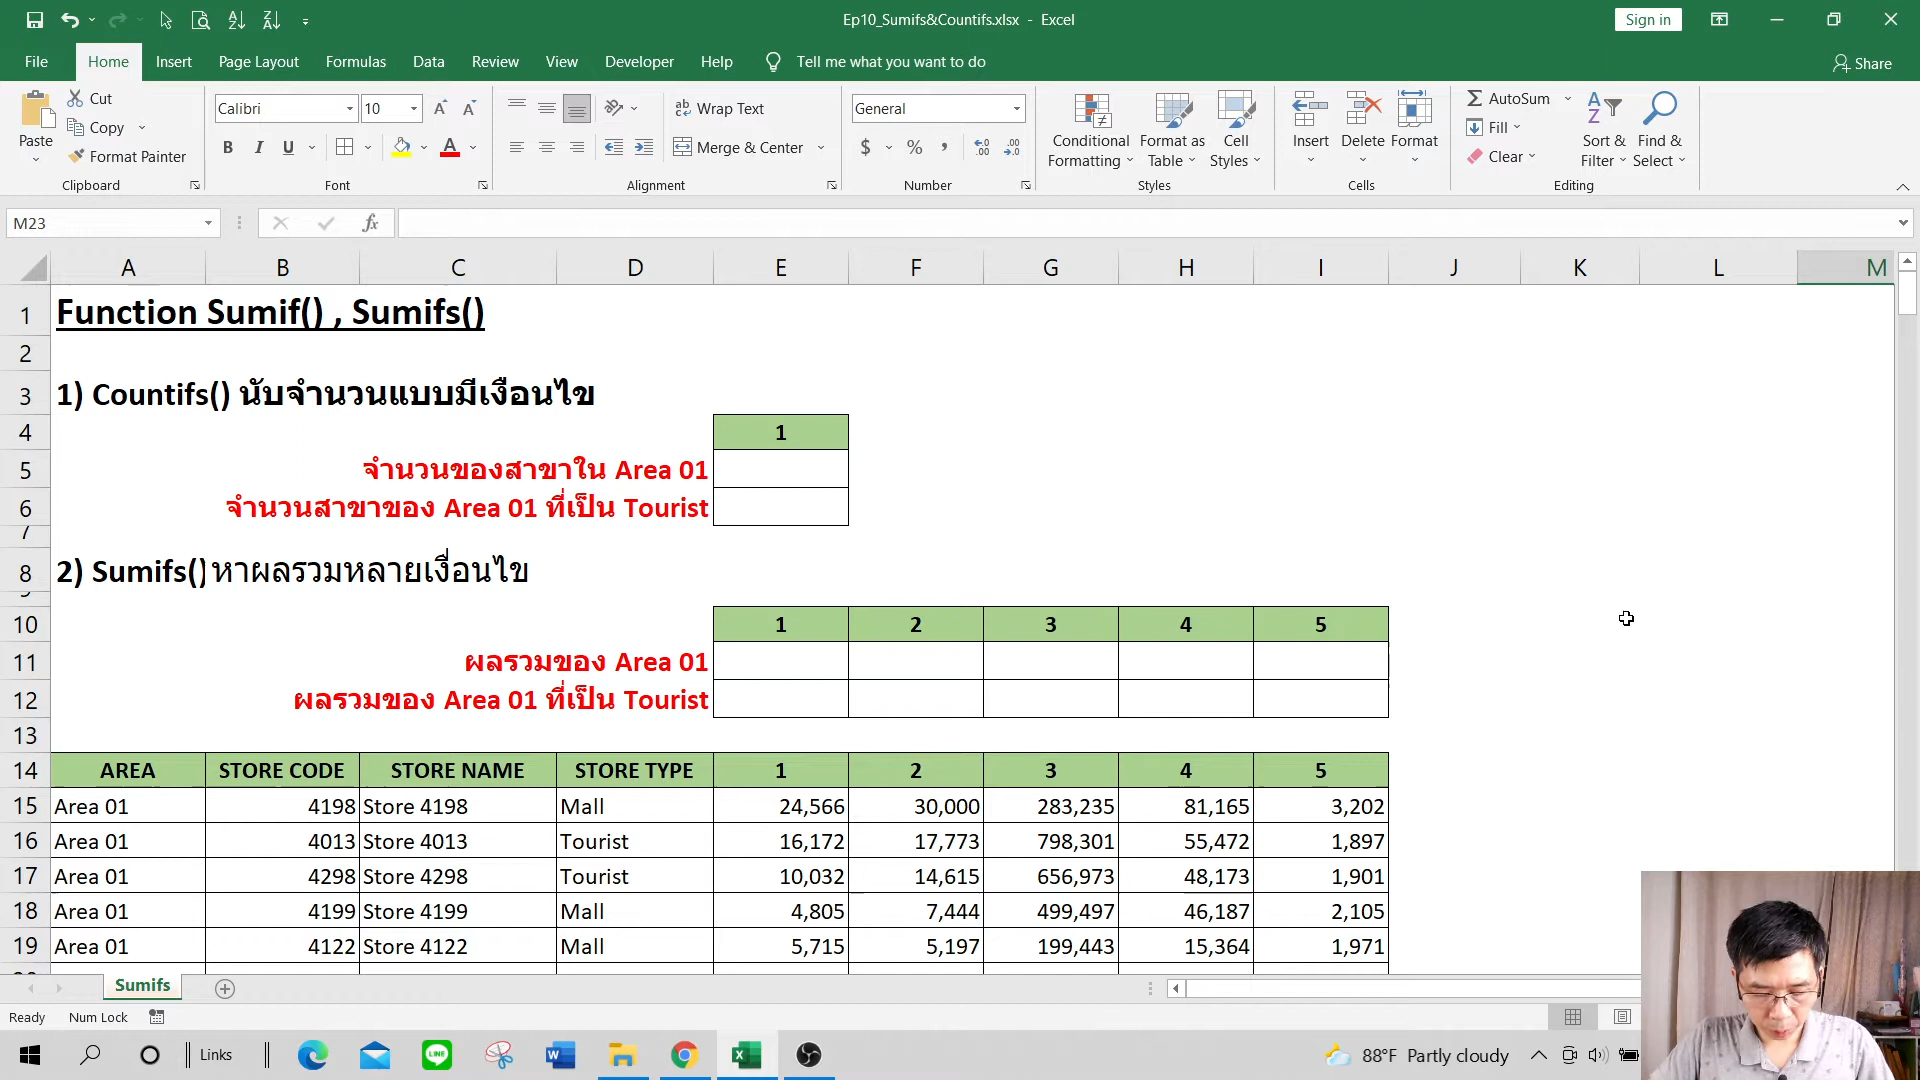 Ep10_Sumifs&Countifs.xlsx - Excel
Sign in
File Home Insert Page Layout Formulas Data Review View Developer Help Tell me what you want to do Share
Paste Cut Copy Format Painter Clipboard
Calibri 10 Font
Wrap Text Merge & Center Alignment
General Number
Conditional Formatting Format as Table Cell Styles Styles
Insert Delete Format Cells
AutoSum Fill Clear Sort & Filter Find & Select Editing
M23
A B C D E F G H I J K L M
1 Function Sumif() , Sumifs()
2
3 1) Countifs() นับจำนวนแบบมีเงื่อนไข
4 1
5 จำนวนของสาขาใน Area 01
6 จำนวนสาขาของ Area 01 ที่เป็น Tourist
7
8 2) Sumifs() หาผลรวมหลายเงื่อนไข
9
10 1 2 3 4 5
11 ผลรวมของ Area 01
12 ผลรวมของ Area 01 ที่เป็น Tourist
13
14 AREA STORE CODE STORE NAME STORE TYPE 1 2 3 4 5
15 Area 01 4198 Store 4198 Mall 24,566 30,000 283,235 81,165 3,202
16 Area 01 4013 Store 4013 Tourist 16,172 17,773 798,301 55,472 1,897
17 Area 01 4298 Store 4298 Tourist 10,032 14,615 656,973 48,173 1,901
18 Area 01 4199 Store 4199 Mall 4,805 7,444 499,497 46,187 2,105
19 Area 01 4122 Store 4122 Mall 5,715 5,197 199,443 15,364 1,971
Sumifs
Ready Num Lock
Links
LINE
88°F Partly cloudy